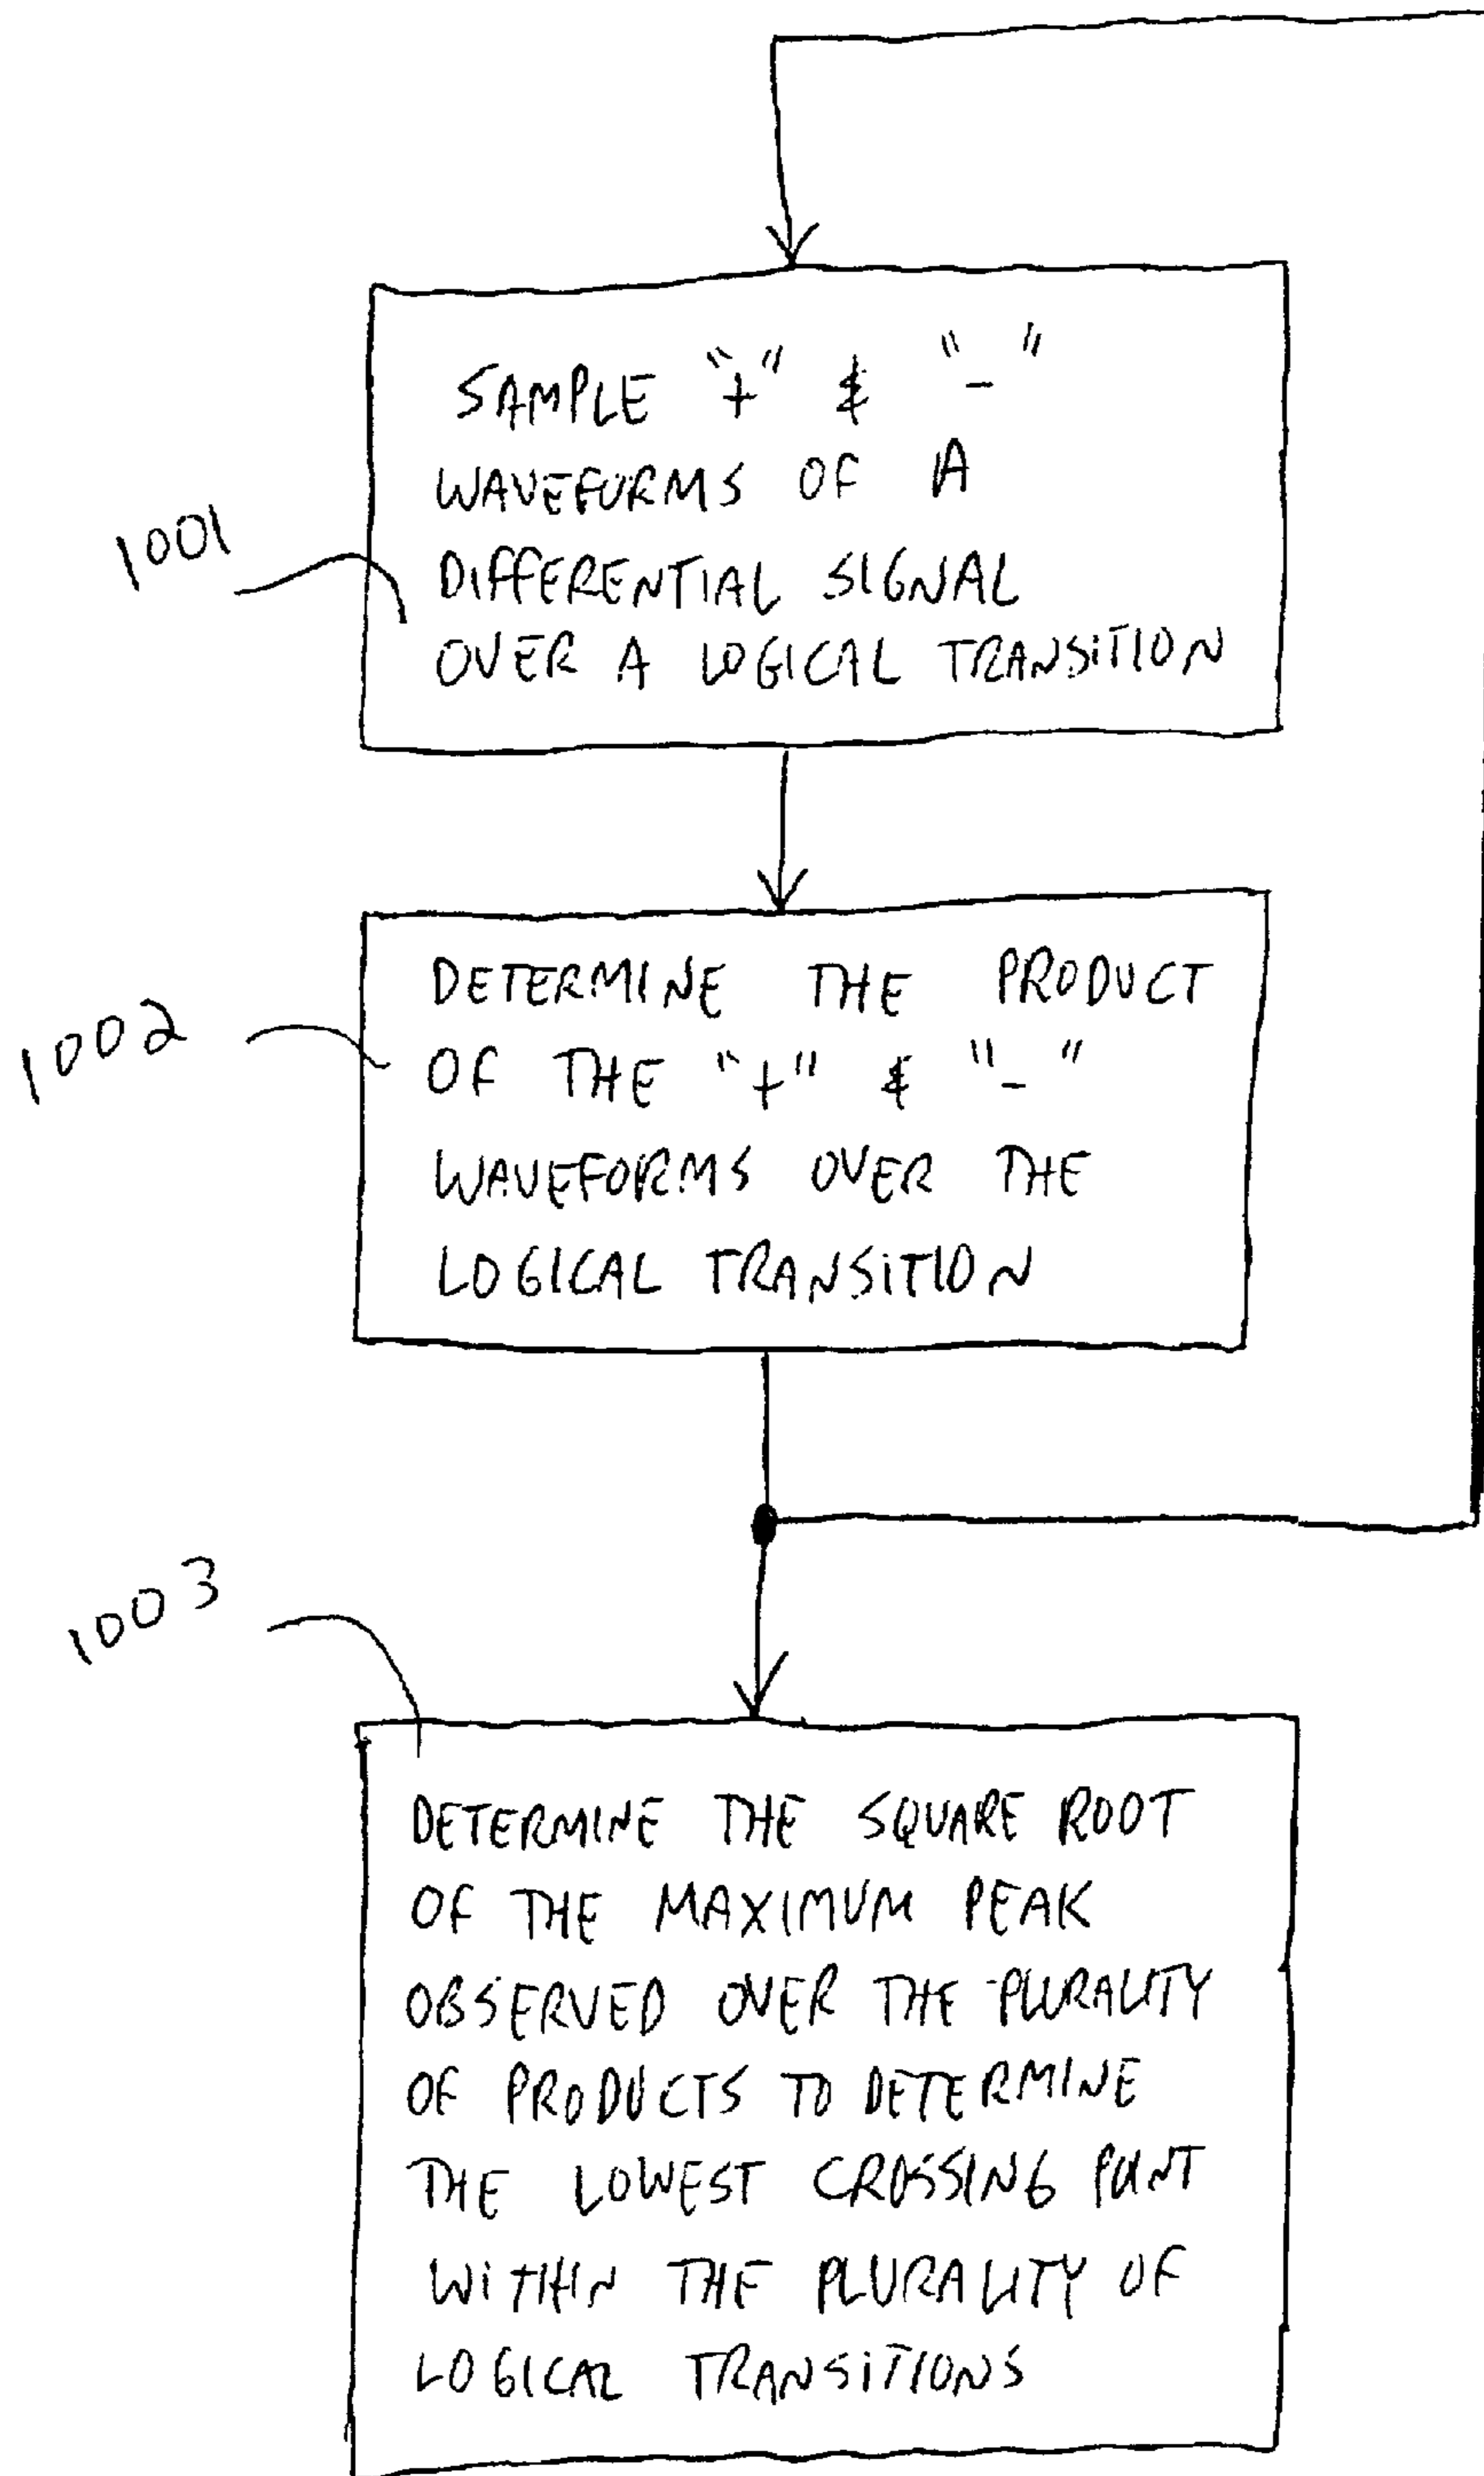 SAMPLE "+" & "-"
WAVEFORMS OF A
DIFFERENTIAL SIGNAL
OVER A LOGICAL TRANSITION
1001
DETERMINE THE PRODUCT
OF THE "+" & "-"
WAVEFORMS OVER THE
LOGICAL TRANSITION
1002
1003
DETERMINE THE SQUARE ROOT
OF THE MAXIMUM PEAK
OBSERVED OVER THE PLURALITY
OF PRODUCTS TO DETERMINE
THE LOWEST CROSSING POINT
WITHIN THE PLURALITY OF
LOGICAL TRANSITIONS